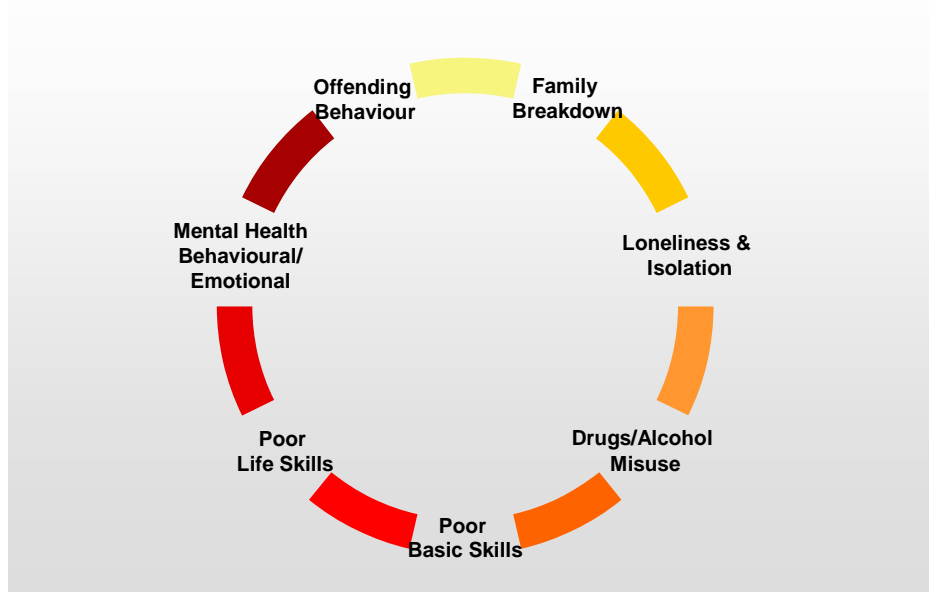 Offending
Behaviour
Family
Breakdown
Loneliness &
Isolation
Drugs/Alcohol
Misuse
Poor
Basic Skills
Poor
Life Skills
Mental Health
Behavioural/
Emotional